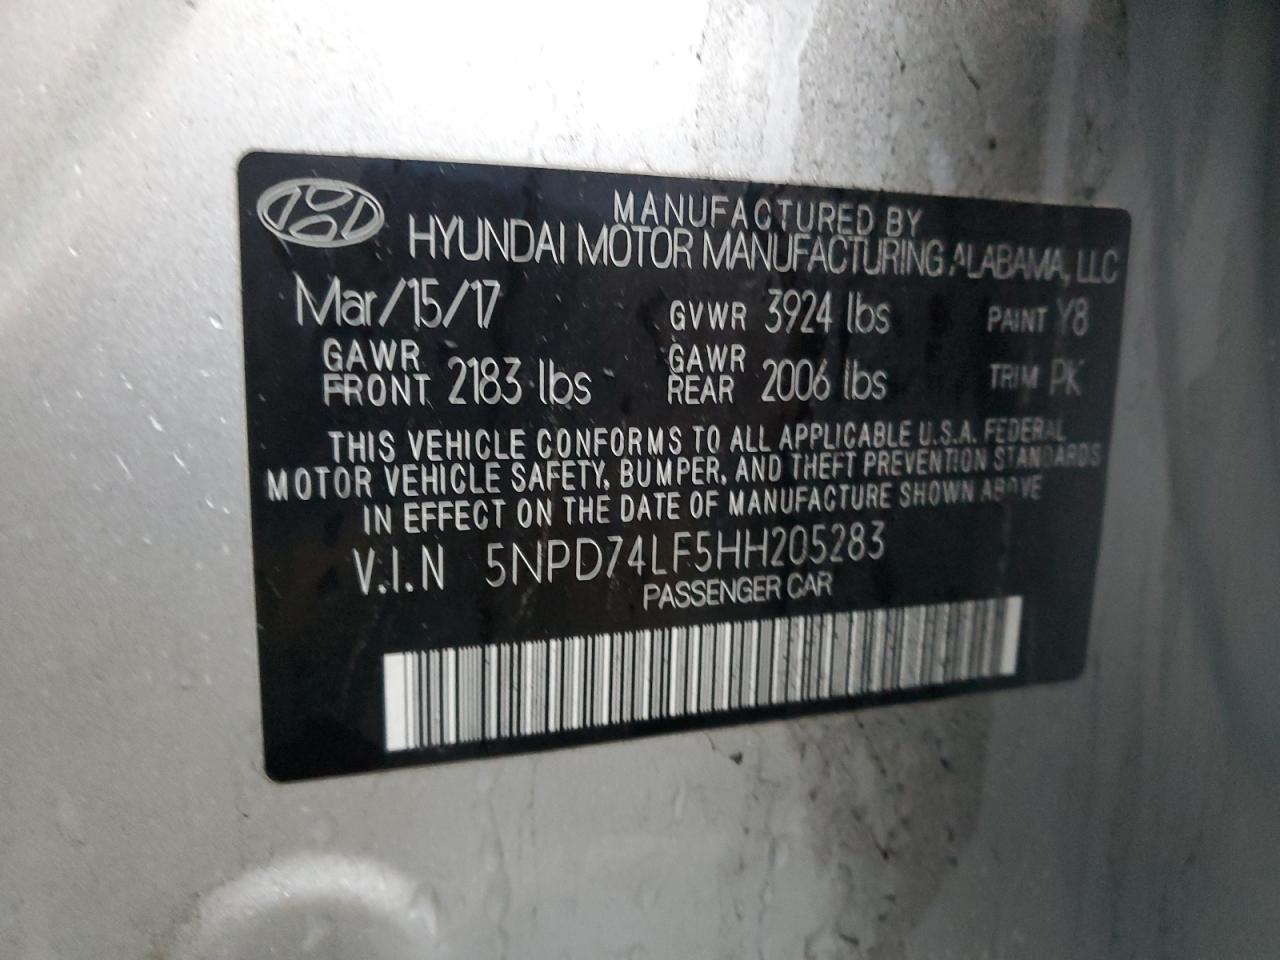 MANUFACTURED BY
HYUNDAI MOTOR MANUFACTURING ALABAMA, LLC
Mar/15/17 GVWR 3924 lbs PAINT Y8
GAWR FRONT 2183 lbs GAWR REAR 2006 lbs TRIM PK
THIS VEHICLE CONFORMS TO ALL APPLICABLE U.S.A. FEDERAL
MOTOR VEHICLE SAFETY, BUMPER, AND THEFT PREVENTION STANDARDS
IN EFFECT ON THE DATE OF MANUFACTURE SHOWN ABOVE
V.I.N 5NPD74LF5HH205283
PASSENGER CAR